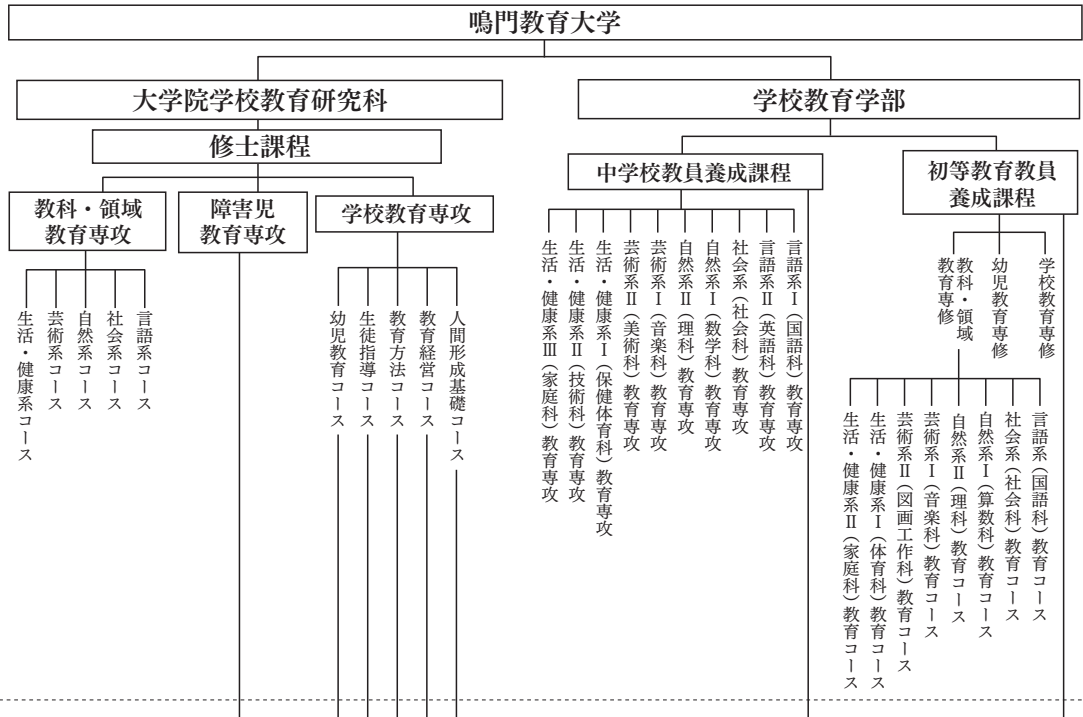 鳴門教育大学
大学院学校教育研究科
学校教育学部
修士課程
中学校教員養成課程
初等教育教員
養成課程
教科・領域
教育専攻
障害児
教育専攻
学校教育専攻
学校教育専修
幼児教育専修
教科・領域
教育専修
言語系Ⅰ(国語科)教育専攻
言語系Ⅱ(英語科)教育専攻
社会系(社会科)教育専攻
自然系Ⅰ(数学科)教育専攻
自然系Ⅱ(理科)教育専攻
芸術系Ⅰ(音楽科)教育専攻
芸術系Ⅱ(美術科)教育専攻
生活・健康系Ⅰ(保健体育科)教育専攻
生活・健康系Ⅱ(技術科)教育専攻
生活・健康系Ⅲ(家庭科)教育専攻
人間形成基礎コース
教育経営コース
教育方法コース
生徒指導コース
幼児教育コース
言語系コース
社会系コース
自然系コース
芸術系コース
生活・健康系コース
言語系(国語科)教育コース
社会系(社会科)教育コース
自然系Ⅰ(算数科)教育コース
自然系Ⅱ(理科)教育コース
芸術系Ⅰ(音楽科)教育コース
芸術系Ⅱ(図画工作科)教育コース
生活・健康系Ⅰ(体育科)教育コース
生活・健康系Ⅱ(家庭科)教育コース